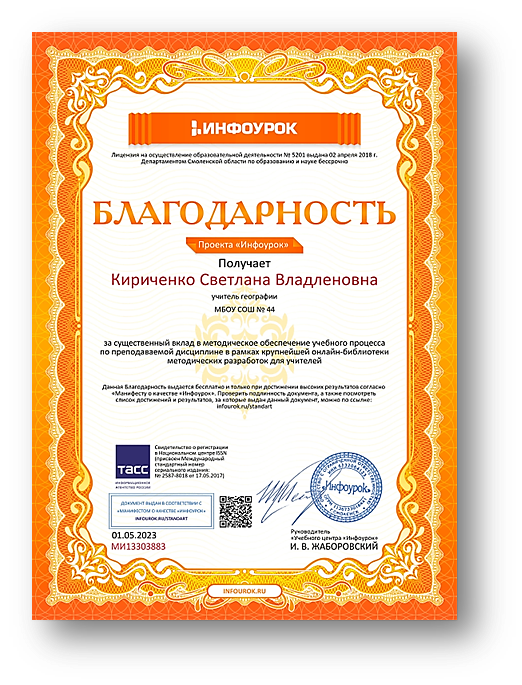 ИНФОУРОК
Лицензия на осуществление образовательной деятельности № 5201 выдана 02 апреля 2018 г.
Департаментом Смоленской области по образованию и науке бессрочно
БЛАГОДАРНОСТЬ
Проекта «Инфоурок»
Получает
Кириченко Светлана Владленовна
учитель географии
МБОУ СОШ № 44
за существенный вклад в методическое обеспечение учебного процесса
по преподаваемой дисциплине в рамках крупнейшей онлайн-библиотеки
методических разработок для учителей
Данная Благодарность выдается бесплатно и только при достижении высоких результатов согласно
«Манифесту о качестве «Инфоурок». Проверить подлинность документа, а также посмотреть
список достижений и результатов, за которые выдан данный документ, можно по ссылке:
infourok.ru/standart
Свидетельство о регистрации
в Национальном центре ISSN
(присвоен Международный
стандартный номер
сериального издания:
№ 2587-8018 от 17.05.2017)
ТАСС
ИНФОРМАЦИОННОЕ
АГЕНТСТВО РОССИИ
ДОКУМЕНТ ВЫДАН В СООТВЕТСТВИИ С
«МАНИФЕСТОМ О КАЧЕСТВЕ «ИНФОУРОК»
INFOUROK.RU/STANDART
«Инфоурок»
01.05.2023
МИ13303883
Руководитель
«Учебного центра «Инфоурок»
И. В. ЖАБОРОВСКИЙ
INFOUROK.RU